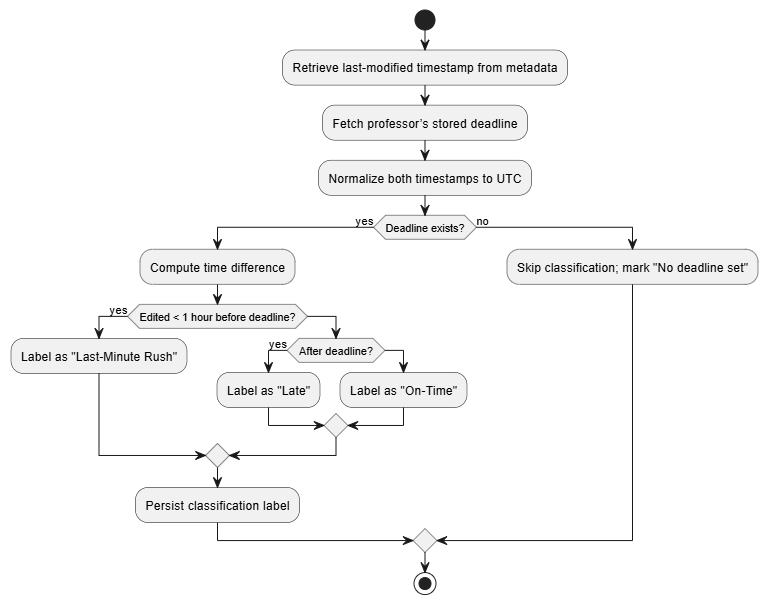 Retrieve last-modified timestamp from metadata
Fetch professor's stored deadline
Normalize both timestamps to UTC
yes
Deadline exists?
no
Compute time difference
Skip classification; mark "No deadline set"
yes
Edited < 1 hour before deadline?
Label as "Last-Minute Rush"
yes
After deadline?
Label as "Late"
Label as "On-Time"
Persist classification label